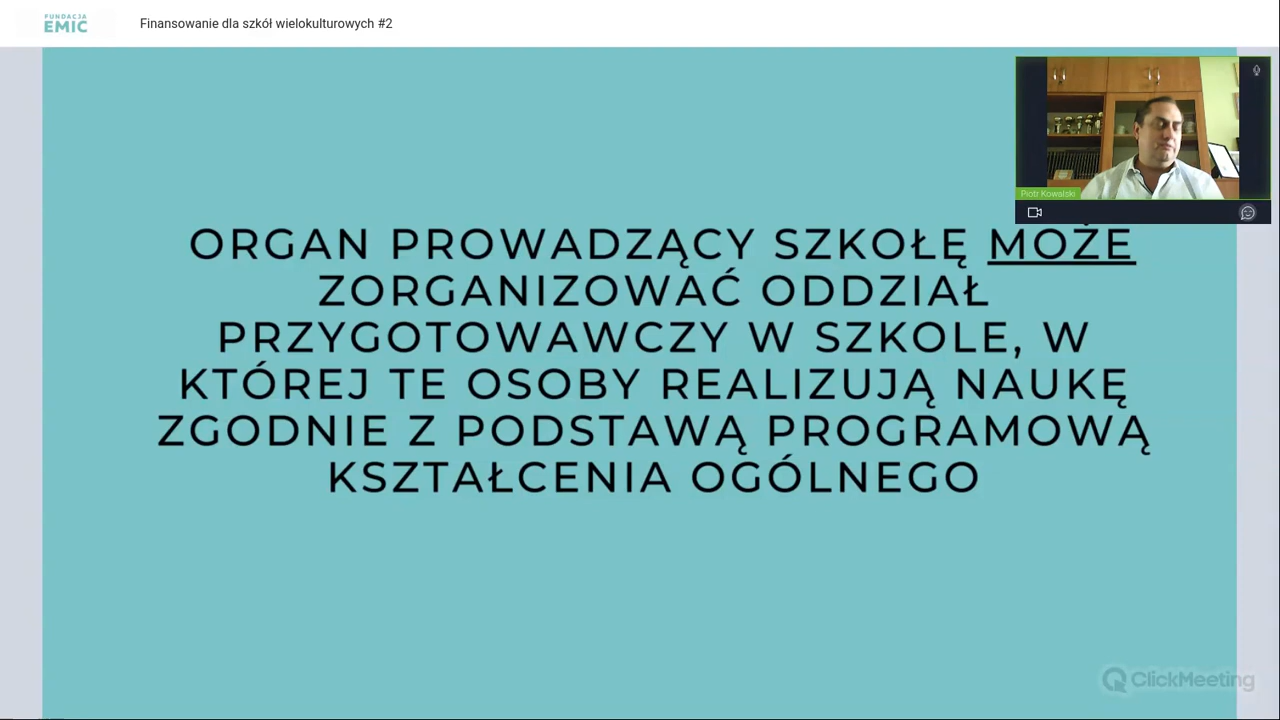 FUNDACJA
EMIC
Finansowanie dla szkół wielokulturowych #2
Piotr Kowalski
ORGAN PROWADZĄCY SZKOŁĘ MOŻE
ZORGANIZOWAĆ ODDZIAŁ
PRZYGOTOWAWCZY W SZKOLE, W
KTÓREJ TE OSOBY REALIZUJĄ NAUKĘ
ZGODNIE Z PODSTAWĄ PROGRAMOWĄ
KSZTAŁCENIA OGÓLNEGO
ClickMeeting